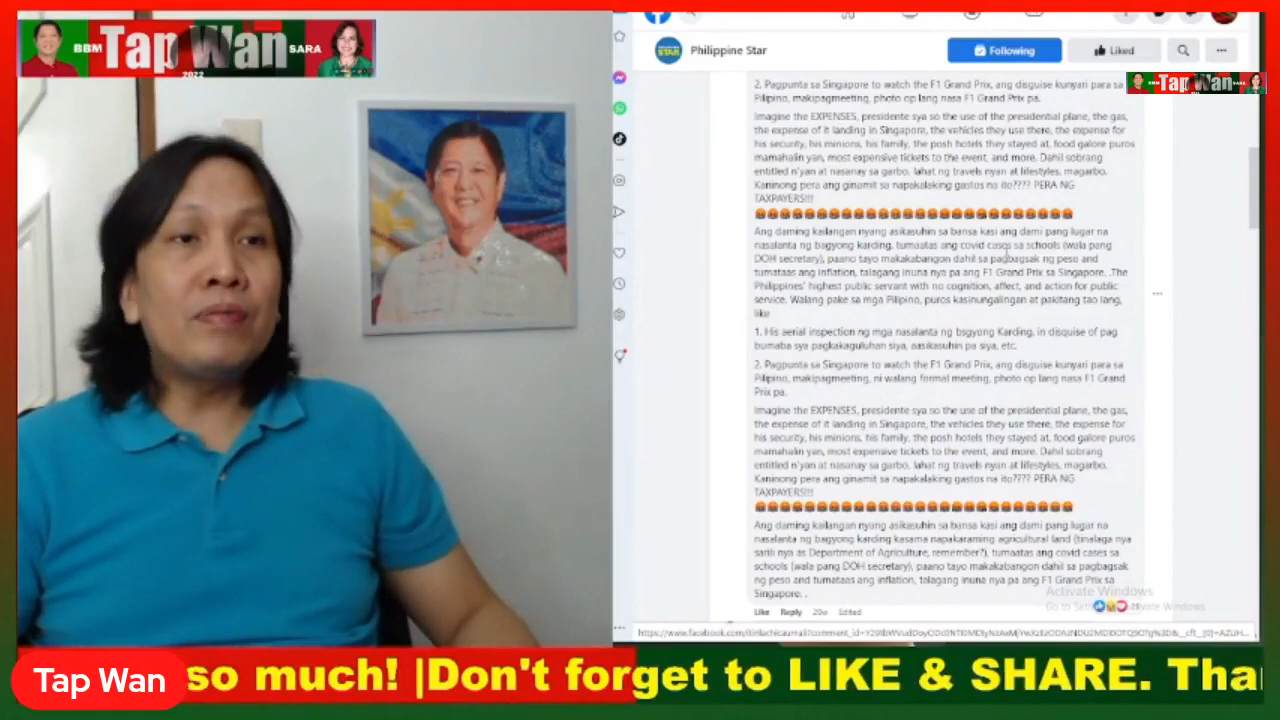 BBM Tap Wan SARA
2022
Philippine Star
Following
Liked
Tap Wan
2. Pagpunta sa Singapore to watch the F1 Grand Prix, ang disguise kunyari para sa
Pilipino, makipagmeeting, photo op lang nasa F1 Grand Prix pa.
Imagine the EXPENSES, presidente sya so the use of the presidential plane, the gas,
the expense of it landing in Singapore, the vehicles they use there, the expense for
his security, his minions, his family, the posh hotels they stayed at, food galore puros
mamahalin yan, most expensive tickets to the event, and more. Dahil sobrang
entitled n'yan at nasanay sa garbo, lahat ng travels nyan at lifestyles, magarbo.
Kaninong pera ang ginamit sa napakalaking gastos na ito???? PERA NG
TAXPAYERS!!!
Ang daming kailangan nyang asikasuhin sa bansa kasi ang dami pang lugar na
nasalanta ng bagyong karding, tumaatas ang covid cases sa schools (wala pang
DOH secretary), paano tayo makakabangon dahil sa pagbagsak ng peso and
tumataas ang inflation, talagang inuna nya pa ang F1 Grand Prix sa Singapore. .The
Philippines' highest public servant with no cognition, affect, and action for public
service. Walang pake sa mga Pilipino, puros kasinungalingan at pakitang tao lang,
like
1. His aerial inspection ng mga nasalanta ng bsgyong Karding, in disquise of pag
bumaba sya pagkakaguluhan siya, aasikasuhin pa siya, etc.
2. Pagpunta sa Singapore to watch the F1 Grand Prix, ang disguise kunyari para sa
Pilipino, makipagmeeting, ni walang formal meeting, photo op lang nasa F1 Grand
Prix pa.
Imagine the EXPENSES, presidente sya so the use of the presidential plane, the gas,
the expense of it landing in Singapore, the vehicles they use there, the expense for
his security, his minions, his family, the posh hotels they stayed at, food galore puros
mamahalin yan, most expensive tickets to the event, and more. Dahil sobrang
entitled n'yan at nasanay sa garbo, lahat ng travels nyan at lifestyles, magarbo.
Kaninong pera ang ginamit sa napakalaking gastos na ito???? PERA NG
TAXPAYERS!!!
Ang daming kailangan nyang asikasuhin sa bansa kasi ang dami pang lugar na
nasalanta ng bagyong karding kasama napakaraming agricultural land (tinalaga nya
sarili nya as Department of Agriculture, remember?), tumaatas ang covid cases sa
schools (wala pang DOH secretary), paano tayo makakabangon dahil sa pagbagsak
ng peso and tumataas ang inflation, talagang inuna nya pa ang F1 Grand Prix sa
Singapore. .
Like Reply 20w Edited
Activate Windows
Tap Wan
so much! |Don't forget to LIKE & SHARE. Tha